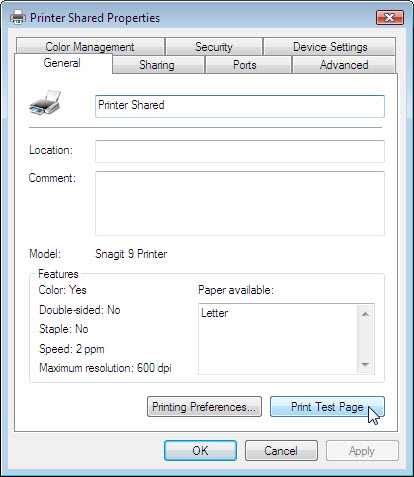 Printer Shared Properties
Color Management Security Device Settings
General Sharing Ports Advanced
Printer Shared
Location:
Comment:
Model: Snagit 9 Printer
Features
Color: Yes Paper available:
Double-sided: No Letter
Staple: No
Speed: 2 ppm
Maximum resolution: 600 dpi
Printing Preferences... Print Test Page
OK Cancel Apply